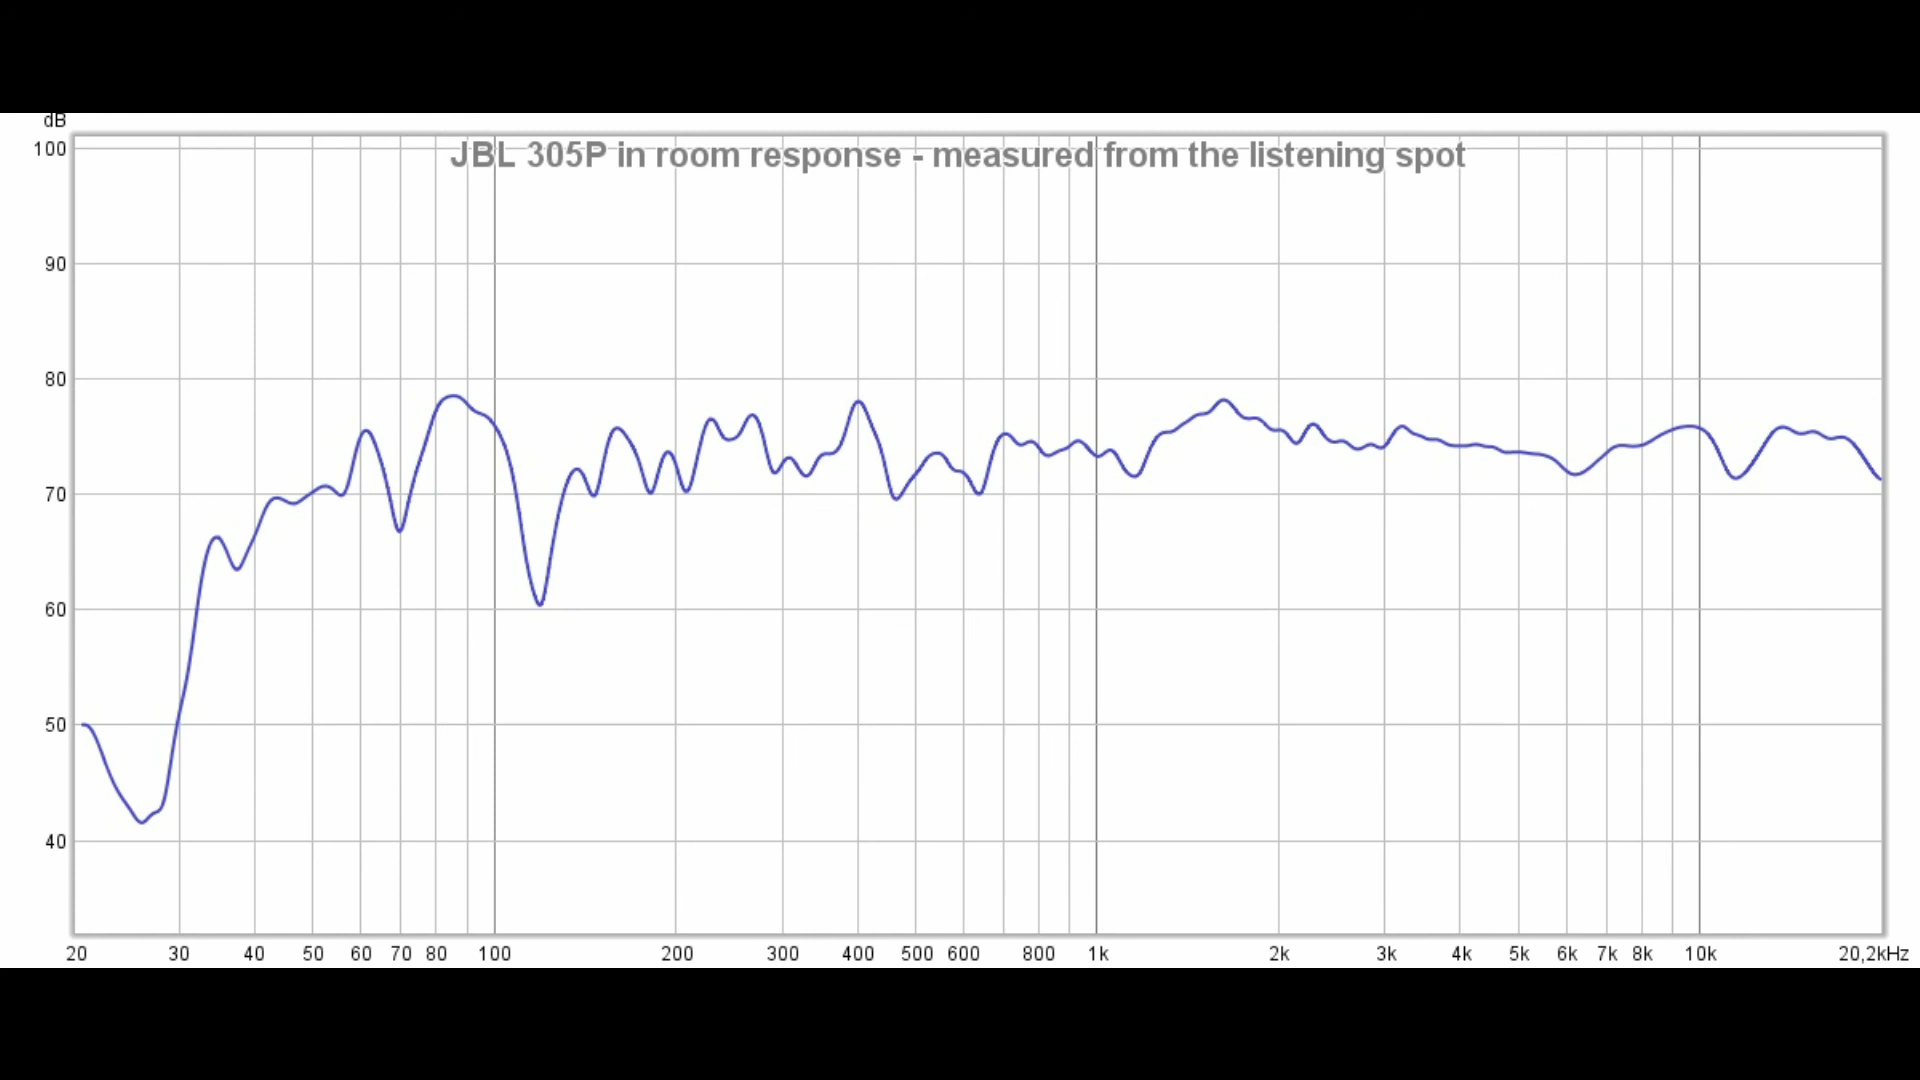 dB
JBL 305P in room response - measured from the listening spot
100
90
80
70
60
50
40
20 30 40 50 60 70 80 100 200 300 400 500 600 800 1k 2k 3k 4k 5k 6k 7k 8k 10k 20,2kHz